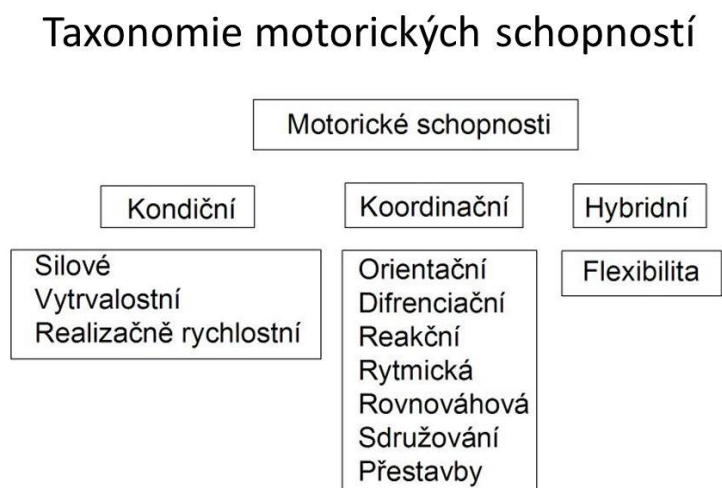 Taxonomie motorických schopností
Motorické schopnosti
Kondiční
Silové
Vytrvalostní
Realizačně rychlostní
Koordinační
Orientační
Difrenciační
Reakční
Rytmická
Rovnováhová
Sdružování
Přestavby
Hybridní
Flexibilita